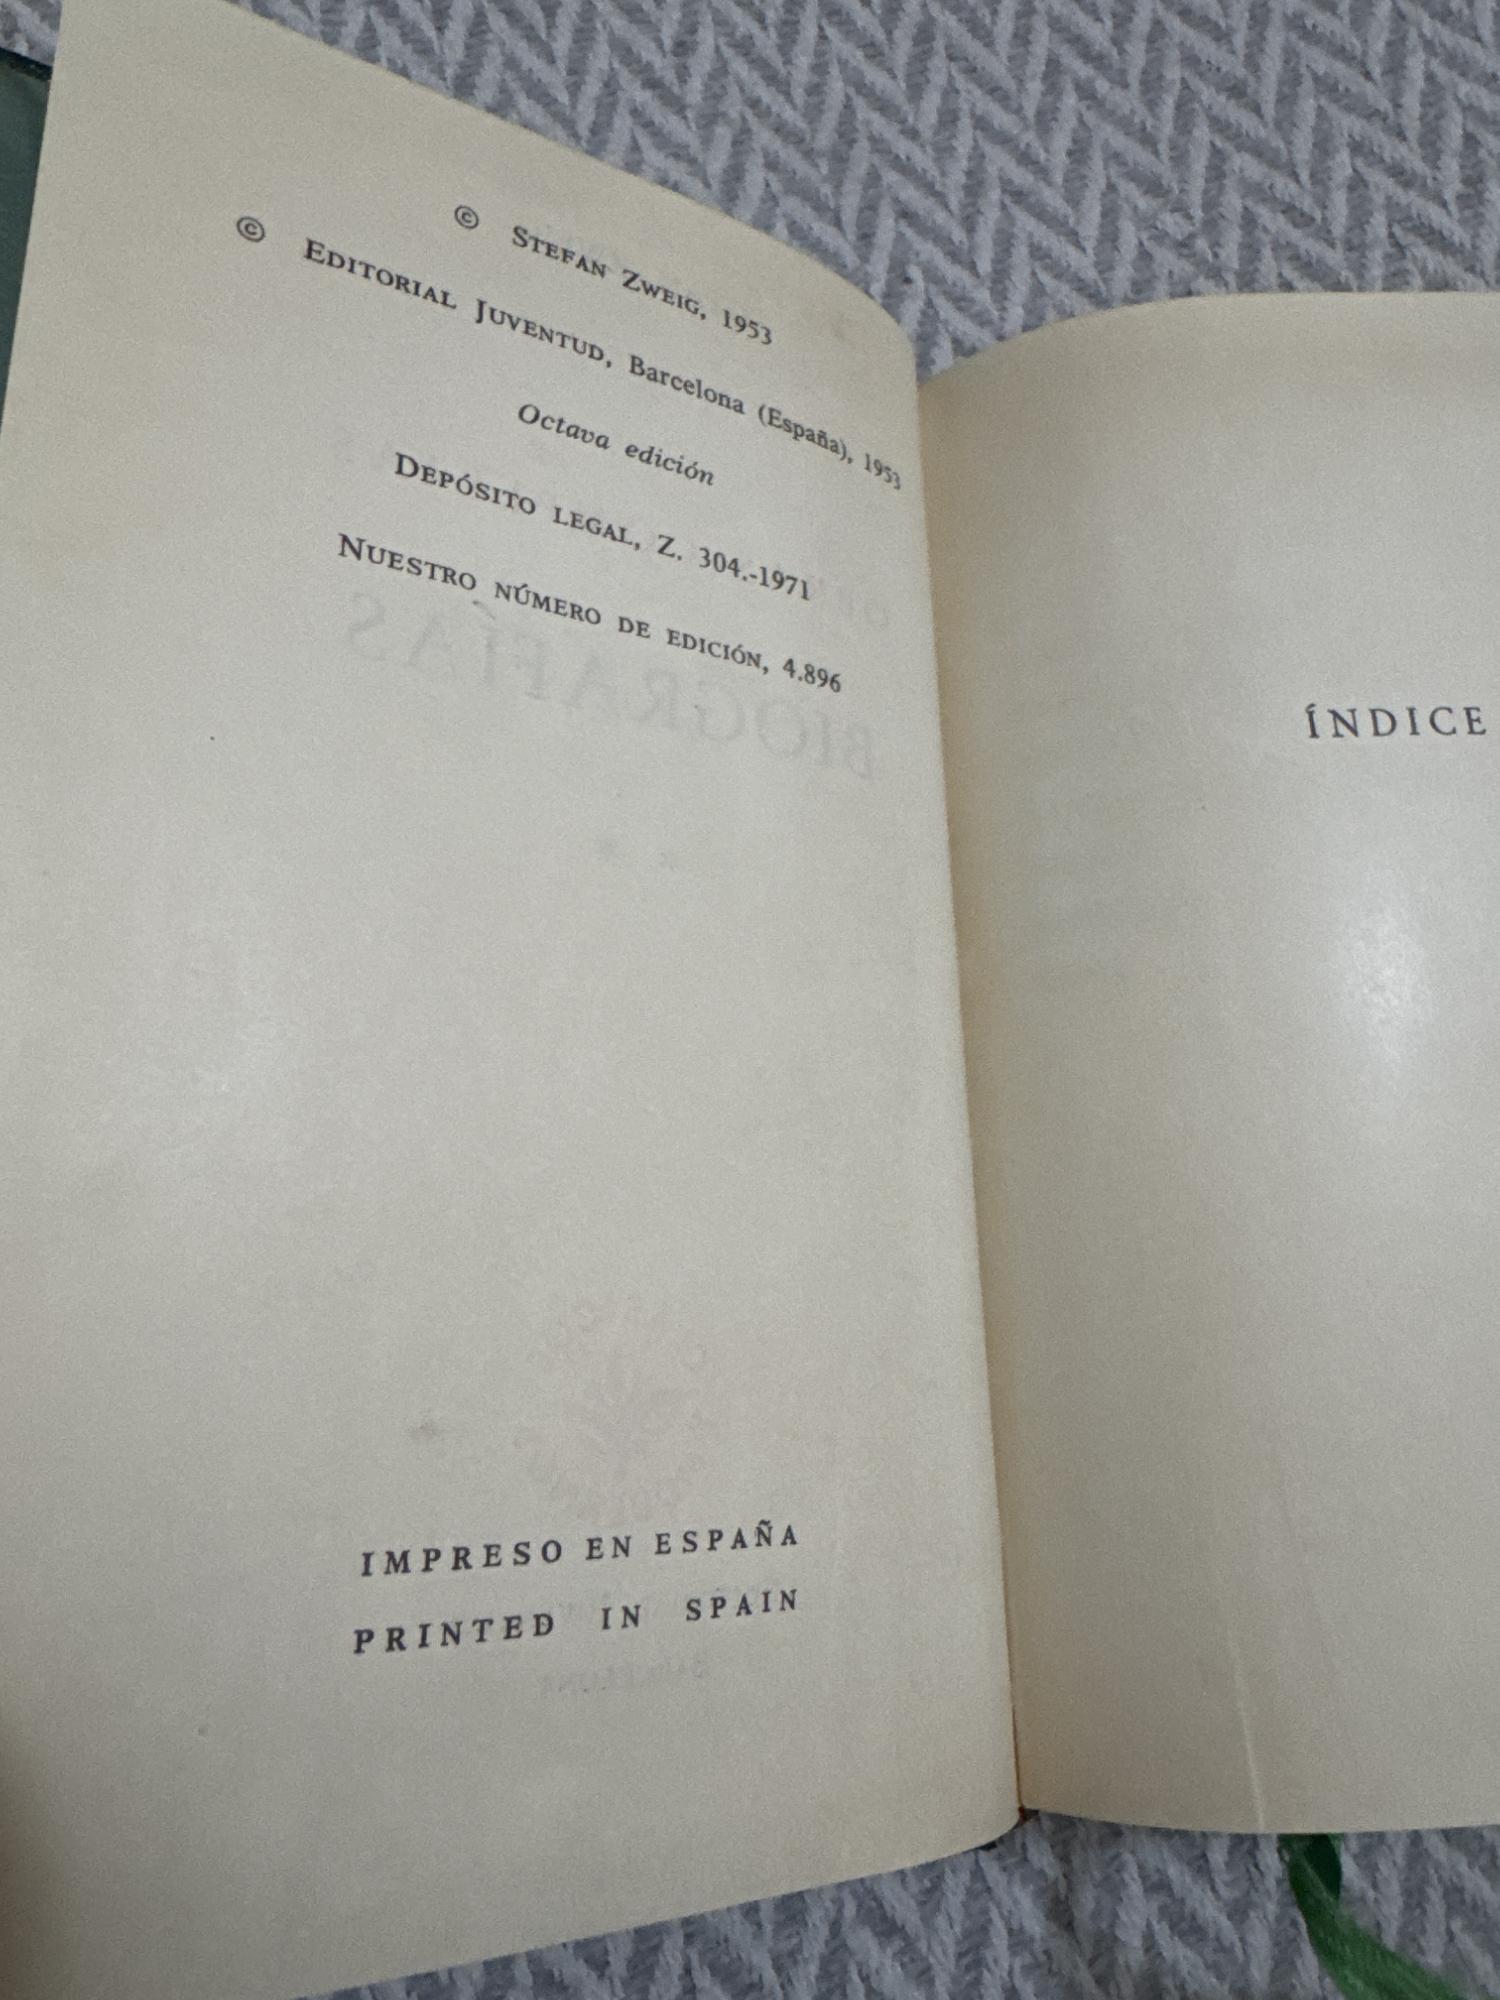 © Stefan Zweig, 1953
© Editorial Juventud, Barcelona (España), 1953
Octava edición
Depósito legal, Z. 304.-1971
Nuestro número de edición, 4.896
BIOGRAFÍAS
IMPRESO EN ESPAÑA
PRINTED IN SPAIN
ÍNDICE